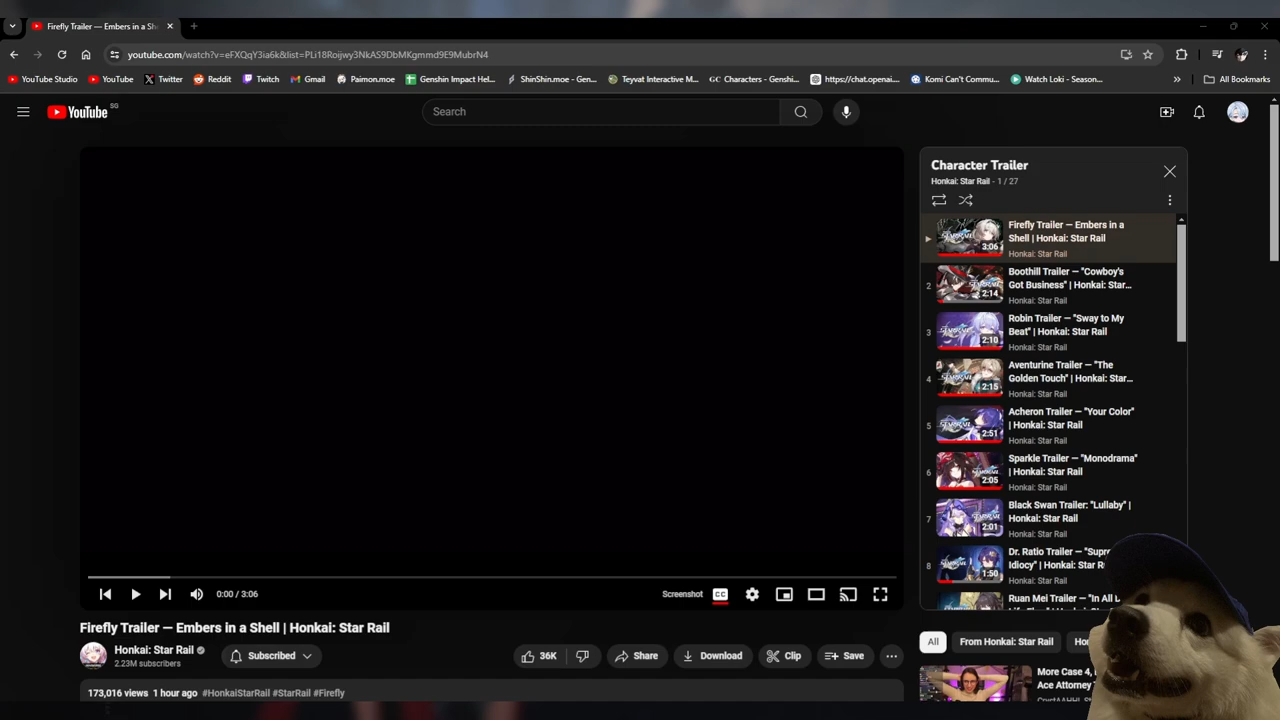 Firefly Trailer — Embers in a Sh
youtube.com/watch?v=eFXQqY3ia6k&list=PLi18Roijwy3NkAS9DbMKgmmd9E9MubrN4
YouTube Studio
YouTube
Twitter
Reddit
Twitch
Gmail
Paimon.moe
Genshin Impact Hel...
ShinShin.moe - Gen...
Teyvat Interactive M...
GC Characters - Genshi...
https://chat.openai....
Komi Can't Commu...
Watch Loki - Season...
All Bookmarks
YouTube SG
Search
Character Trailer
Honkai: Star Rail - 1 / 27
3:06
Firefly Trailer — Embers in a
Shell | Honkai: Star Rail
Honkai: Star Rail
2
2:14
Boothill Trailer — "Cowboy's
Got Business" | Honkai: Star...
Honkai: Star Rail
3
2:10
Robin Trailer — "Sway to My
Beat" | Honkai: Star Rail
Honkai: Star Rail
4
2:15
Aventurine Trailer — "The
Golden Touch" | Honkai: Star...
Honkai: Star Rail
5
2:51
Acheron Trailer — "Your Color"
| Honkai: Star Rail
Honkai: Star Rail
6
2:05
Sparkle Trailer — "Monodrama"
| Honkai: Star Rail
Honkai: Star Rail
7
2:01
Black Swan Trailer: "Lullaby" |
Honkai: Star Rail
Honkai: Star Rail
8
1:50
Dr. Ratio Trailer — "Supr
Idiocy" | Honkai: Star R
Honkai: Star Rail
Ruan Mei Trailer — "In All
0:00 / 3:06
Screenshot
CC
Firefly Trailer — Embers in a Shell | Honkai: Star Rail
Honkai: Star Rail
2.23M subscribers
Subscribed
36K
Share
Download
Clip
Save
173,016 views 1 hour ago #HonkaiStarRail #StarRail #Firefly
All
From Honkai: Star Rail
More Case 4,
Ace Attorney